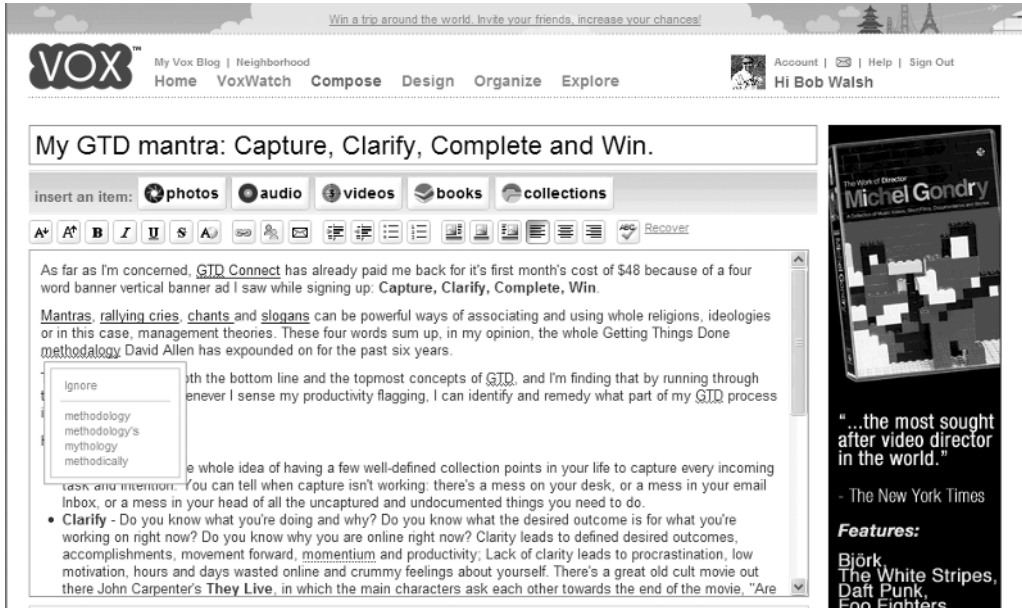 Win a trip around the world. Invite your friends, increase your chances!
VOX™
My Vox Blog | Neighborhood
Home VoxWatch Compose Design Organize Explore
Account | | Help | Sign Out
Hi Bob Walsh
My GTD mantra: Capture, Clarify, Complete and Win.
insert an item: photos audio videos books collections
A A B I U S A ABC Recover
As far as I'm concerned, GTD Connect has already paid me back for it's first month's cost of $48 because of a four
word banner vertical banner ad I saw while signing up: Capture, Clarify, Complete, Win.
Mantras, rallying cries, chants and slogans can be powerful ways of associating and using whole religions, ideologies
or in this case, management theories. These four words sum up, in my opinion, the whole Getting Things Done
methodalogy David Allen has expounded on for the past six years.
oth the bottom line and the topmost concepts of GTD, and I'm finding that by running through
enever I sense my productivity flagging, I can identify and remedy what part of my GTD process
Ignore
methodology
methodology's
mythology
methodically
e whole idea of having a few well-defined collection points in your life to capture every incoming
task and intention. You can tell when capture isn't working: there's a mess on your desk, or a mess in your email
Inbox, or a mess in your head of all the uncaptured and undocumented things you need to do.
• Clarify - Do you know what you're doing and why? Do you know what the desired outcome is for what you're
working on right now? Do you know why you are online right now? Clarity leads to defined desired outcomes,
accomplishments, movement forward, momentium and productivity; Lack of clarity leads to procrastination, low
motivation, hours and days wasted online and crummy feelings about yourself. There's a great old cult movie out
there John Carpenter's They Live, in which the main characters ask each other towards the end of the movie, "Are
The Work of Director
Michel Gondry
A Collection of Music Videos, Short Films, Documentaries and Stories
"...the most sought
after video director
in the world."
- The New York Times
Features:
Björk,
The White Stripes,
Daft Punk,
Foo Fighters